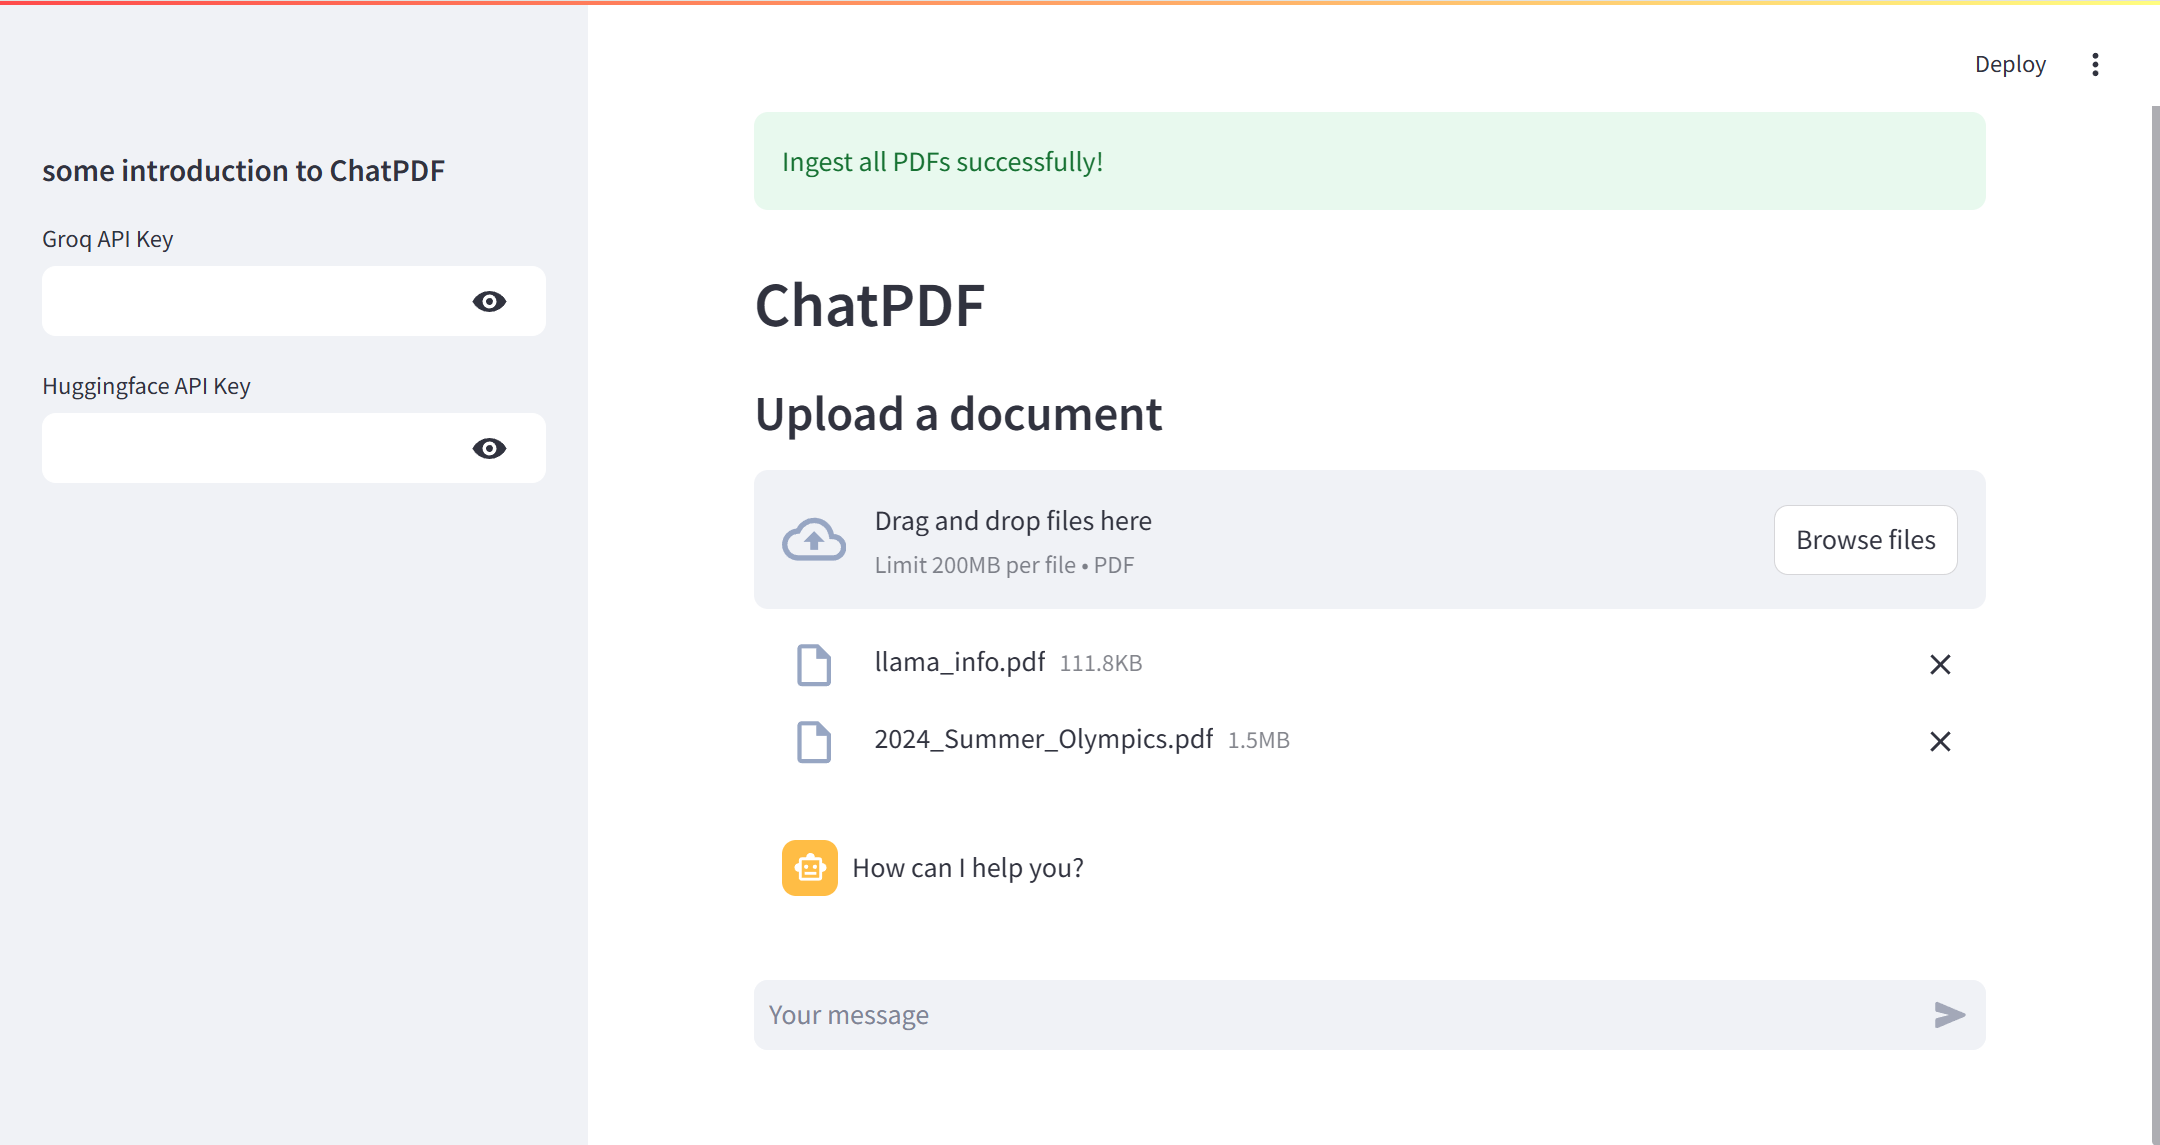 Deploy
some introduction to ChatPDF
Groq API Key
Huggingface API Key
Ingest all PDFs successfully!
ChatPDF
Upload a document
Drag and drop files here
Limit 200MB per file • PDF
Browse files
llama_info.pdf 111.8KB
2024_Summer_Olympics.pdf 1.5MB
How can I help you?
Your message